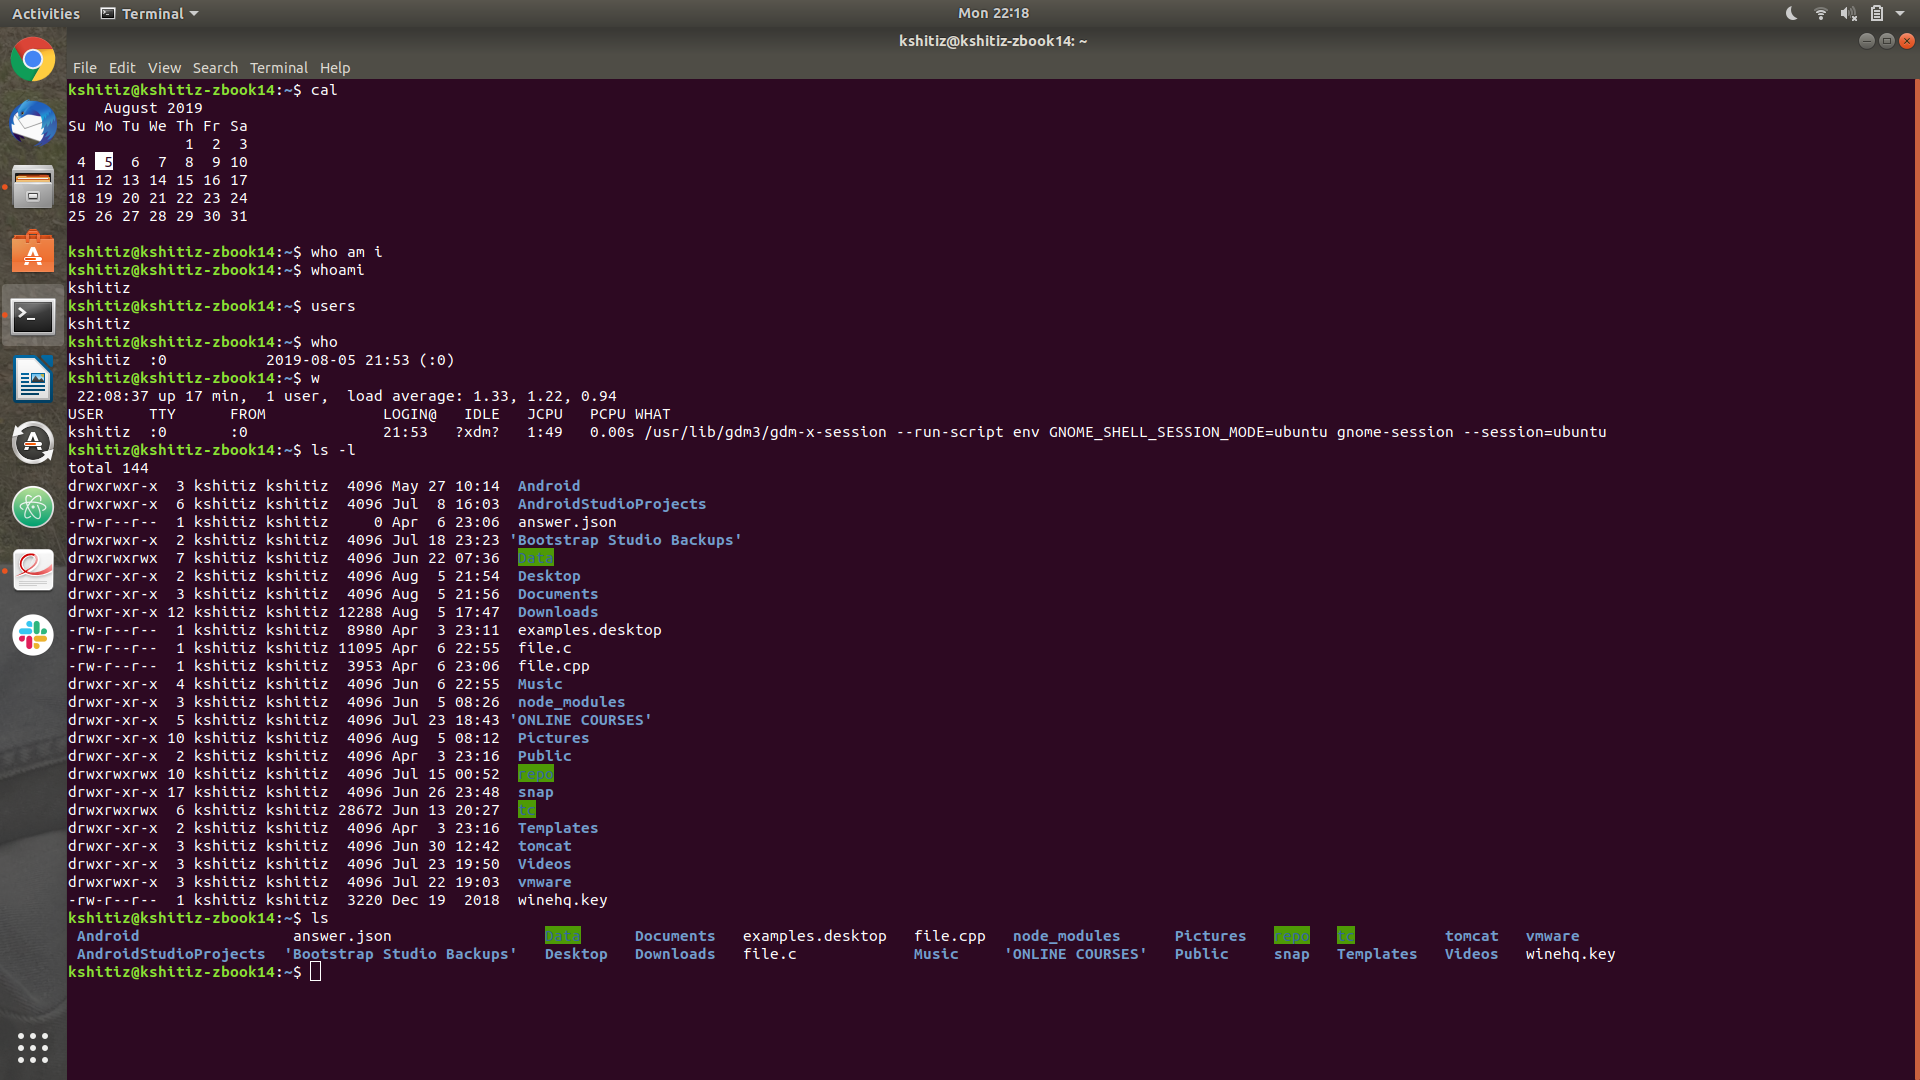 Activities Terminal Mon 22:18
kshitiz@kshitiz-zbook14: ~
File Edit View Search Terminal Help
kshitiz@kshitiz-zbook14:~$ cal
    August 2019
Su Mo Tu We Th Fr Sa
             1  2  3
 4  5  6  7  8  9 10
11 12 13 14 15 16 17
18 19 20 21 22 23 24
25 26 27 28 29 30 31
kshitiz@kshitiz-zbook14:~$ who am i
kshitiz@kshitiz-zbook14:~$ whoami
kshitiz
kshitiz@kshitiz-zbook14:~$ users
kshitiz
kshitiz@kshitiz-zbook14:~$ who
kshitiz  :0           2019-08-05 21:53 (:0)
kshitiz@kshitiz-zbook14:~$ w
 22:08:37 up 17 min,  1 user,  load average: 1.33, 1.22, 0.94
USER     TTY      FROM             LOGIN@   IDLE   JCPU   PCPU WHAT
kshitiz  :0       :0               21:53   ?xdm?   1:49   0.00s /usr/lib/gdm3/gdm-x-session --run-script env GNOME_SHELL_SESSION_MODE=ubuntu gnome-session --session=ubuntu
kshitiz@kshitiz-zbook14:~$ ls -l
total 144
drwxrwxr-x  3 kshitiz kshitiz  4096 May 27 10:14  Android
drwxrwxr-x  6 kshitiz kshitiz  4096 Jul  8 16:03  AndroidStudioProjects
-rw-r--r--  1 kshitiz kshitiz     0 Apr  6 23:06  answer.json
drwxrwxr-x  2 kshitiz kshitiz  4096 Jul 18 23:23 'Bootstrap Studio Backups'
drwxrwxrwx  7 kshitiz kshitiz  4096 Jun 22 07:36  Data
drwxr-xr-x  2 kshitiz kshitiz  4096 Aug  5 21:54  Desktop
drwxr-xr-x  3 kshitiz kshitiz  4096 Aug  5 21:56  Documents
drwxr-xr-x 12 kshitiz kshitiz 12288 Aug  5 17:47  Downloads
-rw-r--r--  1 kshitiz kshitiz  8980 Apr  3 23:11  examples.desktop
-rw-r--r--  1 kshitiz kshitiz 11095 Apr  6 22:55  file.c
-rw-r--r--  1 kshitiz kshitiz  3953 Apr  6 23:06  file.cpp
drwxr-xr-x  4 kshitiz kshitiz  4096 Jun  6 22:55  Music
drwxr-xr-x  3 kshitiz kshitiz  4096 Jun  5 08:26  node_modules
drwxr-xr-x  5 kshitiz kshitiz  4096 Jul 23 18:43 'ONLINE COURSES'
drwxr-xr-x 10 kshitiz kshitiz  4096 Aug  5 08:12  Pictures
drwxr-xr-x  2 kshitiz kshitiz  4096 Apr  3 23:16  Public
drwxrwxrwx 10 kshitiz kshitiz  4096 Jul 15 00:52  repo
drwxr-xr-x 17 kshitiz kshitiz  4096 Jun 26 23:48  snap
drwxrwxrwx  6 kshitiz kshitiz 28672 Jun 13 20:27  tc
drwxr-xr-x  2 kshitiz kshitiz  4096 Apr  3 23:16  Templates
drwxr-xr-x  3 kshitiz kshitiz  4096 Jun 30 12:42  tomcat
drwxr-xr-x  3 kshitiz kshitiz  4096 Jul 23 19:50  Videos
drwxrwxr-x  3 kshitiz kshitiz  4096 Jul 22 19:03  vmware
-rw-r--r--  1 kshitiz kshitiz  3220 Dec 19  2018  winehq.key
kshitiz@kshitiz-zbook14:~$ ls
 Android                 answer.json                 Data      Documents   examples.desktop   file.cpp   node_modules      Pictures   repo   tc          tomcat   vmware
 AndroidStudioProjects  'Bootstrap Studio Backups'   Desktop   Downloads   file.c             Music     'ONLINE COURSES'   Public     snap   Templates   Videos   winehq.key
kshitiz@kshitiz-zbook14:~$